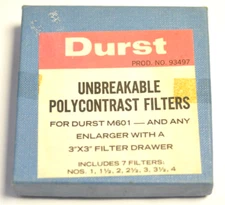 Durst
PROD. NO. 93497
UNBREAKABLE
POLYCONTRAST FILTERS
FOR DURST M601 — AND ANY
ENLARGER WITH A
3"X3" FILTER DRAWER
INCLUDES 7 FILTERS:
NOS. 1, 1½, 2, 2½, 3, 3½, 4